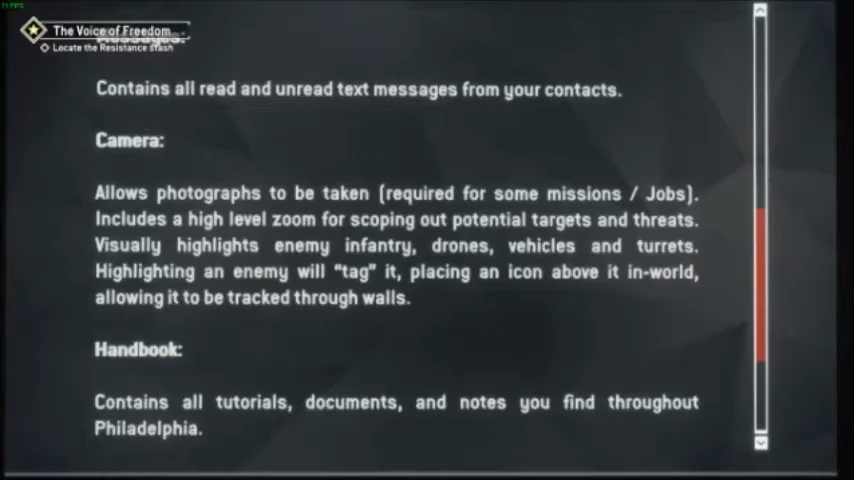 11 FPS
The Voice of Freedom
Locate the Resistance stash
Messages:
Contains all read and unread text messages from your contacts.
Camera:
Allows photographs to be taken (required for some missions / Jobs).
Includes a high level zoom for scoping out potential targets and threats.
Visually highlights enemy infantry, drones, vehicles and turrets.
Highlighting an enemy will "tag" it, placing an icon above it in-world,
allowing it to be tracked through walls.
Handbook:
Contains all tutorials, documents, and notes you find throughout
Philadelphia.